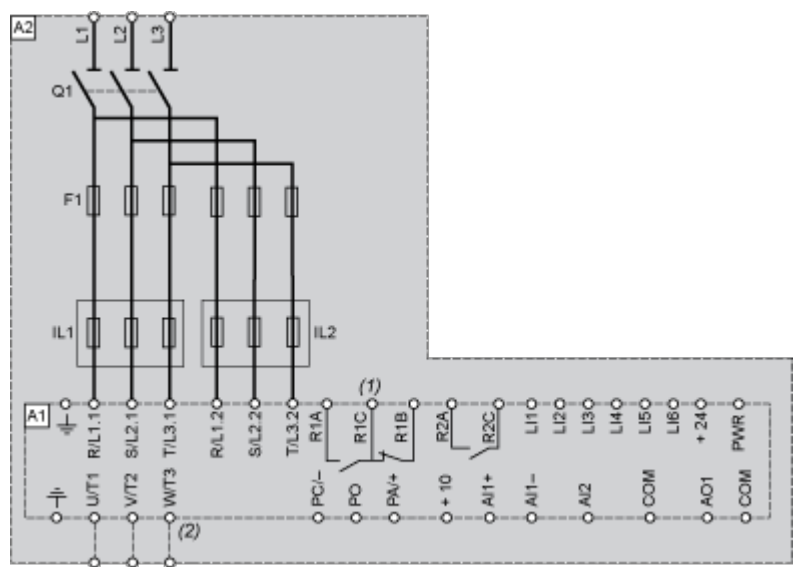 A2
L1 L2 L3
Q1
F1
IL1 IL2
A1 (1)
R/L1.1 S/L2.1 T/L3.1 R/L1.2 S/L2.2 T/L3.2 R1A R1C R1B R2A R2C LI1 LI2 LI3 LI4 LI5 LI6 + 24 PWR
U/T1 V/T2 W/T3 PC/– PO PA/+ + 10 AI1+ AI1– AI2 COM AO1 COM
(2)